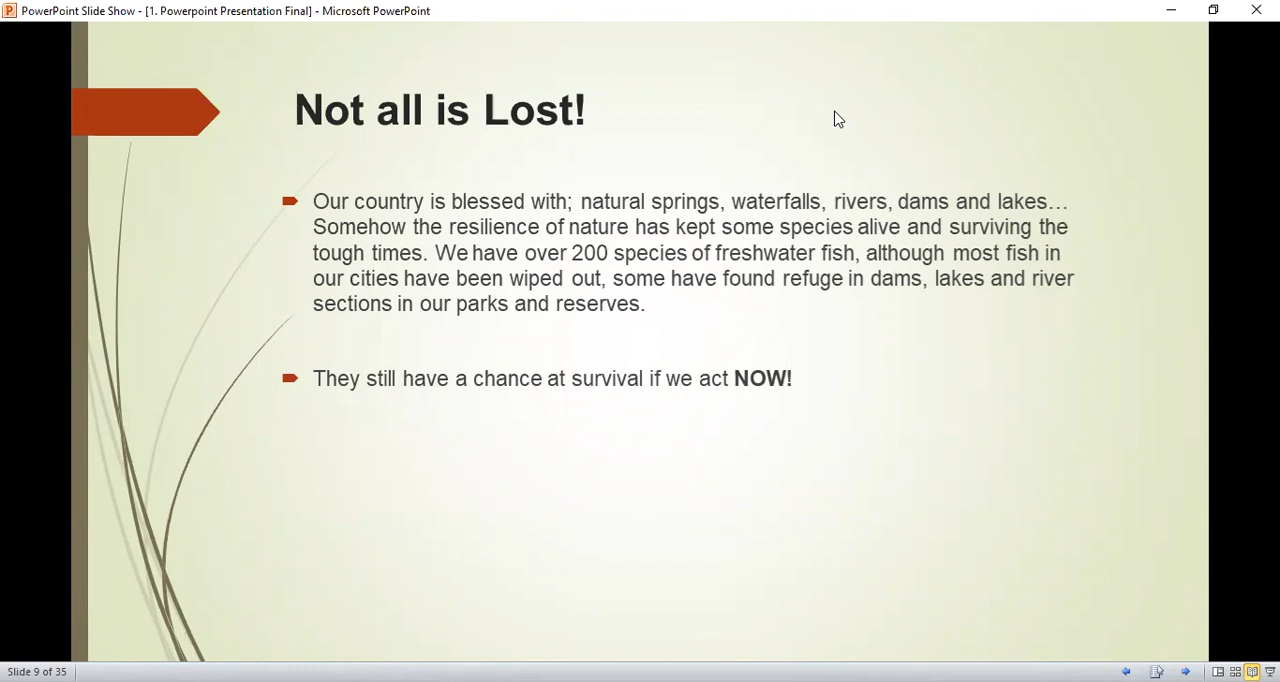 PowerPoint Slide Show - [1. Powerpoint Presentation Final] - Microsoft PowerPoint
Not all is Lost!
Our country is blessed with; natural springs, waterfalls, rivers, dams and lakes…
Somehow the resilience of nature has kept some species alive and surviving the
tough times. We have over 200 species of freshwater fish, although most fish in
our cities have been wiped out, some have found refuge in dams, lakes and river
sections in our parks and reserves.
They still have a chance at survival if we act NOW!
Slide 9 of 35